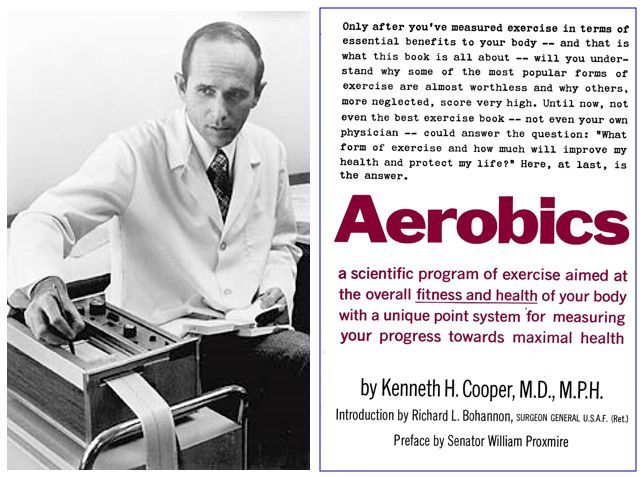 Only after you've measured exercise in terms of
essential benefits to your body -- and that is
what this book is all about -- will you under-
stand why some of the most popular forms of
exercise are almost worthless and why others,
more neglected, score very high. Until now, not
even the best exercise book -- not even your own
physician -- could answer the question: "What
form of exercise and how much will improve my
health and protect my life?" Here, at last, is
the answer.
Aerobics
a scientific program of exercise aimed at
the overall fitness and health of your body
with a unique point system for measuring
your progress towards maximal health
by Kenneth H. Cooper, M.D., M.P.H.
Introduction by Richard L. Bohannon, SURGEON GENERAL U.S.A.F. (Ret.)
Preface by Senator William Proxmire